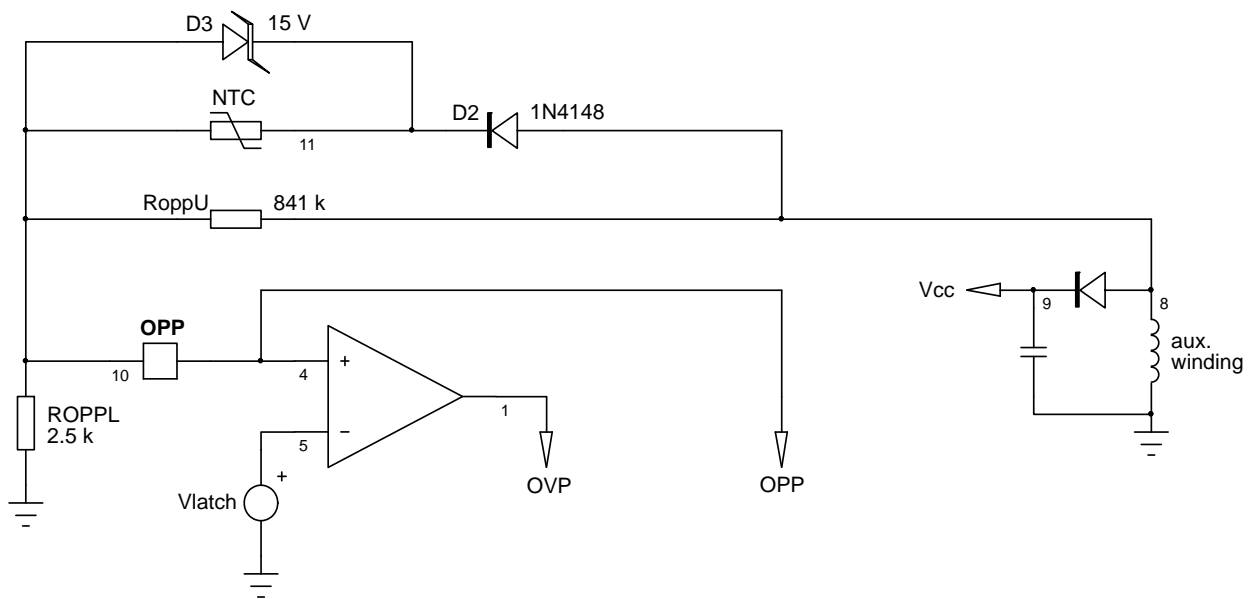 D3 15 V
NTC
11
D2 1N4148
RoppU 841 k
Vcc
9
8
aux.
winding
OPP
10
4
+
1
5
−
ROPPL
2.5 k
+
Vlatch
OVP
OPP